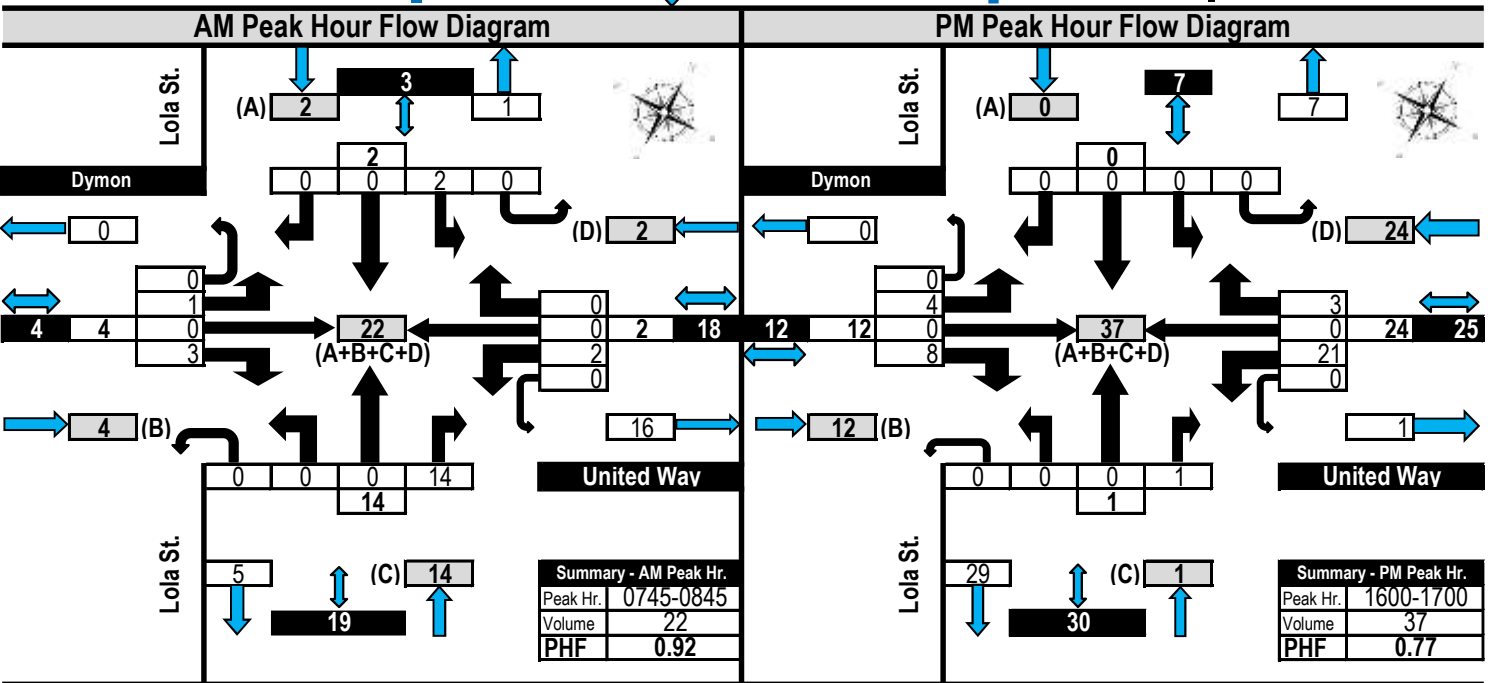 AM Peak Hour Flow Diagram
Lola St.
3
(A) 2
1
2
0 0 2 0
Dymon
0
(D) 2
0
1
4 4 0
3
22
(A+B+C+D)
0
0 2 18
2
0
4 (B)
16
0 0 0 14
14
United Way
Lola St.
5
(C) 14
19
Summary - AM Peak Hr.
Peak Hr. 0745-0845
Volume 22
PHF 0.92
PM Peak Hour Flow Diagram
Lola St.
7
(A) 0
7
0
0 0 0 0
Dymon
0
(D) 24
0
4
12 12 0
8
37
(A+B+C+D)
3
0 24 25
21
0
12 (B)
1
0 0 0 1
1
United Way
Lola St.
29
(C) 1
30
Summary - PM Peak Hr.
Peak Hr. 1600-1700
Volume 37
PHF 0.77